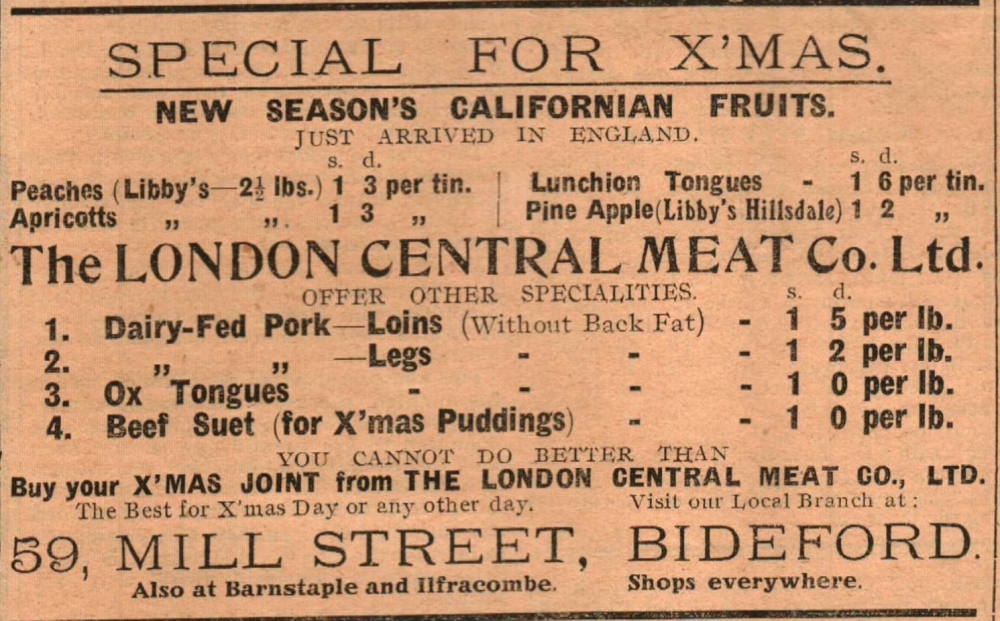 SPECIAL FOR X'MAS.
NEW SEASON'S CALIFORNIAN FRUITS.
JUST ARRIVED IN ENGLAND.
s. d.
Peaches (Libby's—2½ lbs.) 1 3 per tin.
Apricotts „ „. 1 3 „
s. d.
Lunchion Tongues - 1 6 per tin.
Pine Apple (Libby's Hillsdale) 1 2 „
The LONDON CENTRAL MEAT Co. Ltd.
OFFER OTHER SPECIALITIES. s. d.
1. Dairy-Fed Pork—Loins (Without Back Fat) - 1 5 per lb.
2. „ „ —Legs - - - 1 2 per lb.
3. Ox Tongues - - - - 1 0 per lb.
4. Beef Suet (for X'mas Puddings) - - 1 0 per lb.
YOU CANNOT DO BETTER THAN
Buy your X'MAS JOINT from THE LONDON CENTRAL MEAT CO., LTD.
The Best for X'mas Day or any other day. Visit our Local Branch at:
59, MILL STREET, BIDEFORD.
Also at Barnstaple and Ilfracombe. Shops everywhere.